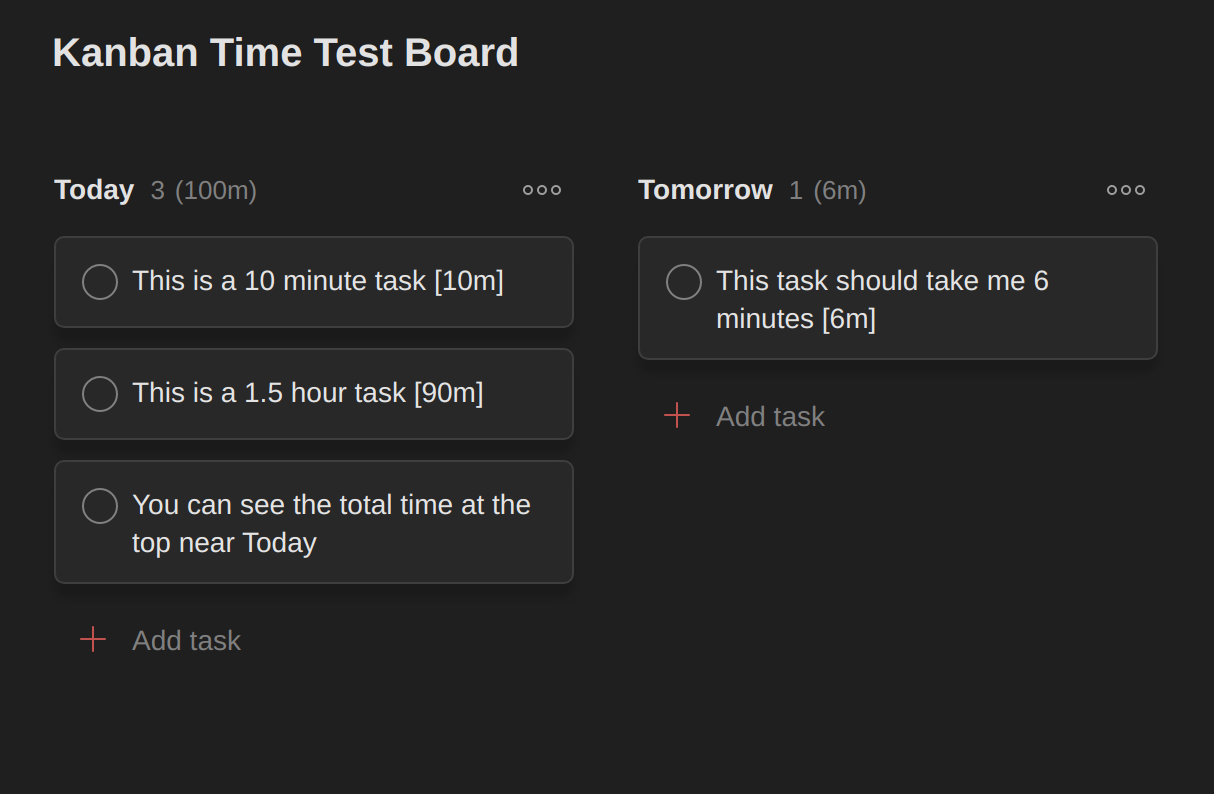 Kanban Time Test Board
Today 3 (100m)
This is a 10 minute task [10m]
This is a 1.5 hour task [90m]
You can see the total time at the
top near Today
Add task
Tomorrow 1 (6m)
This task should take me 6
minutes [6m]
Add task